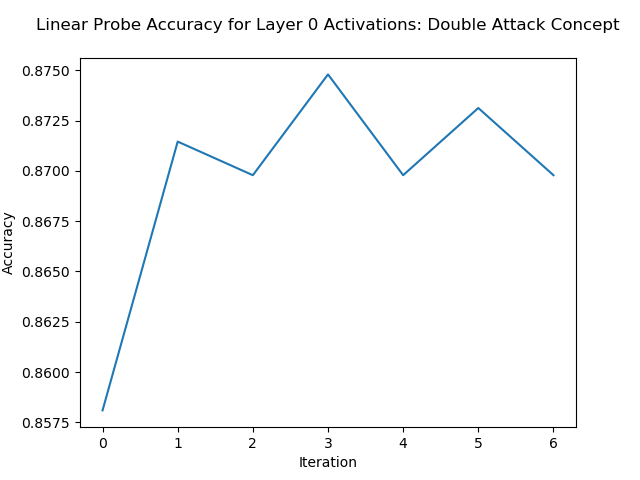 Linear Probe Accuracy for Layer 0 Activations: Double Attack Concept
0.8750
0.8725
0.8700
0.8675
0.8650
0.8625
0.8600
0.8575
Accuracy
0 1 2 3 4 5 6
Iteration